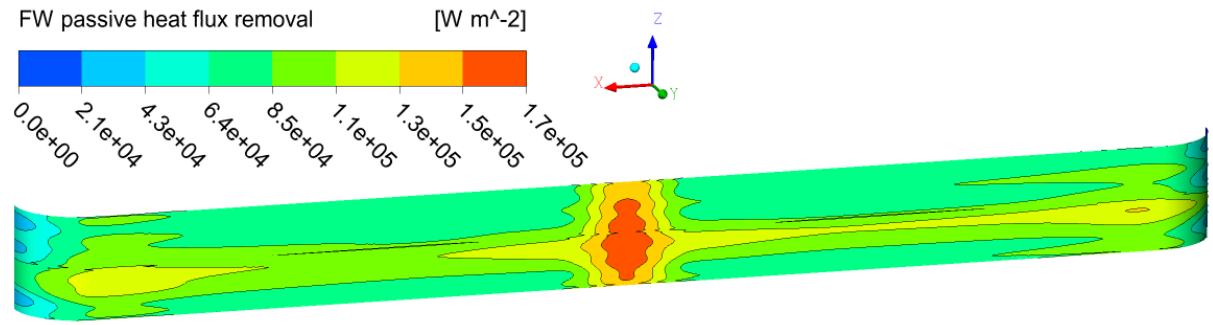 FW passive heat flux removal [W m^-2]
0.0e+00 2.1e+04 4.3e+04 6.4e+04 8.5e+04 1.1e+05 1.3e+05 1.5e+05 1.7e+05
Z
X
Y